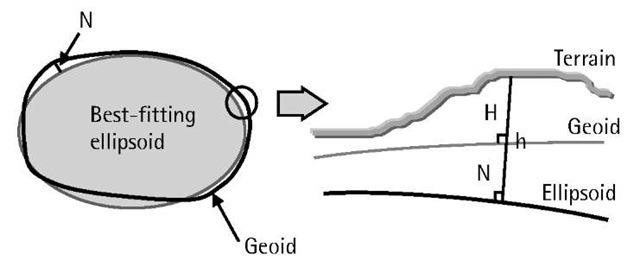 N
Best-fitting
ellipsoid
Geoid
Terrain
H
Geoid
h
N
Ellipsoid